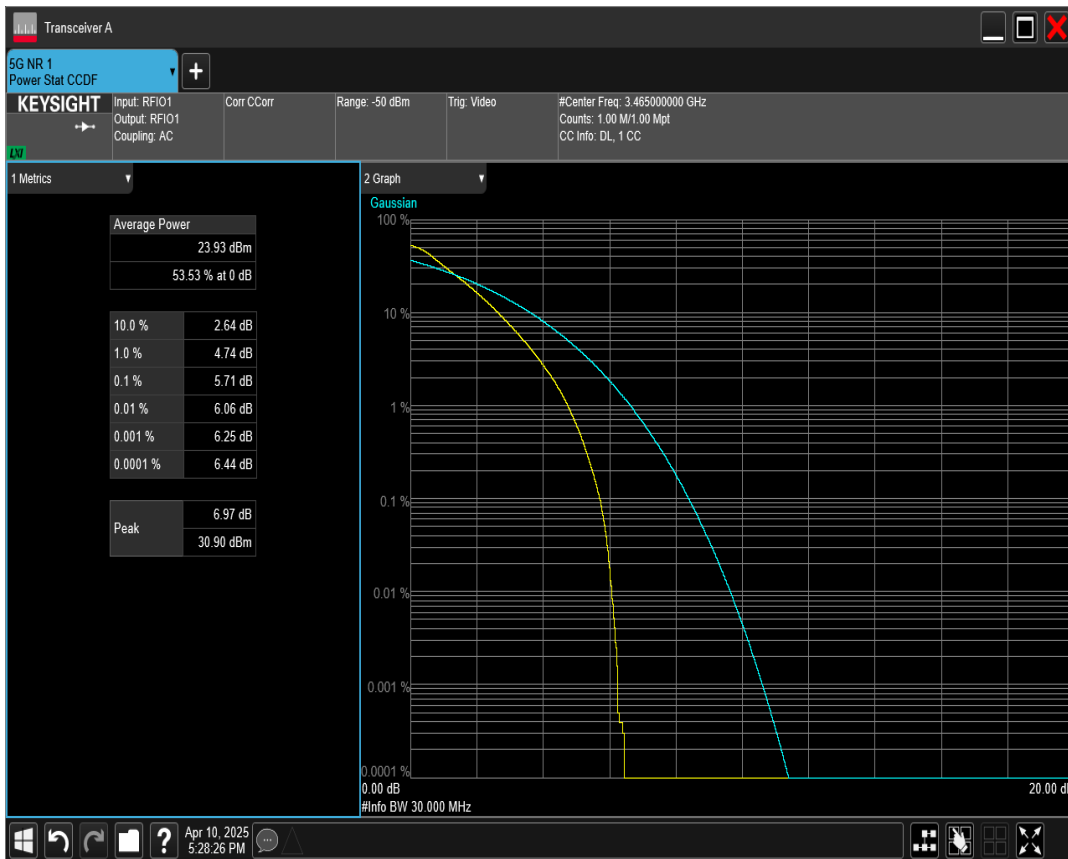 Transceiver A
5G NR 1
Power Stat CCDF
+
KEYSIGHT
LXI
Input: RFIO1
Output: RFIO1
Coupling: AC
Corr CCorr
Range: -50 dBm
Trig: Video
#Center Freq: 3.465000000 GHz
Counts: 1.00 M/1.00 Mpt
CC Info: DL, 1 CC
1 Metrics
Average Power
23.93 dBm
53.53 % at 0 dB
10.0 % 2.64 dB
1.0 % 4.74 dB
0.1 % 5.71 dB
0.01 % 6.06 dB
0.001 % 6.25 dB
0.0001 % 6.44 dB
Peak 6.97 dB
30.90 dBm
2 Graph
Gaussian
100 %
10 %
1 %
0.1 %
0.01 %
0.001 %
0.0001 %
0.00 dB 20.00 dB
#Info BW 30.000 MHz
?
Apr 10, 2025
5:28:26 PM